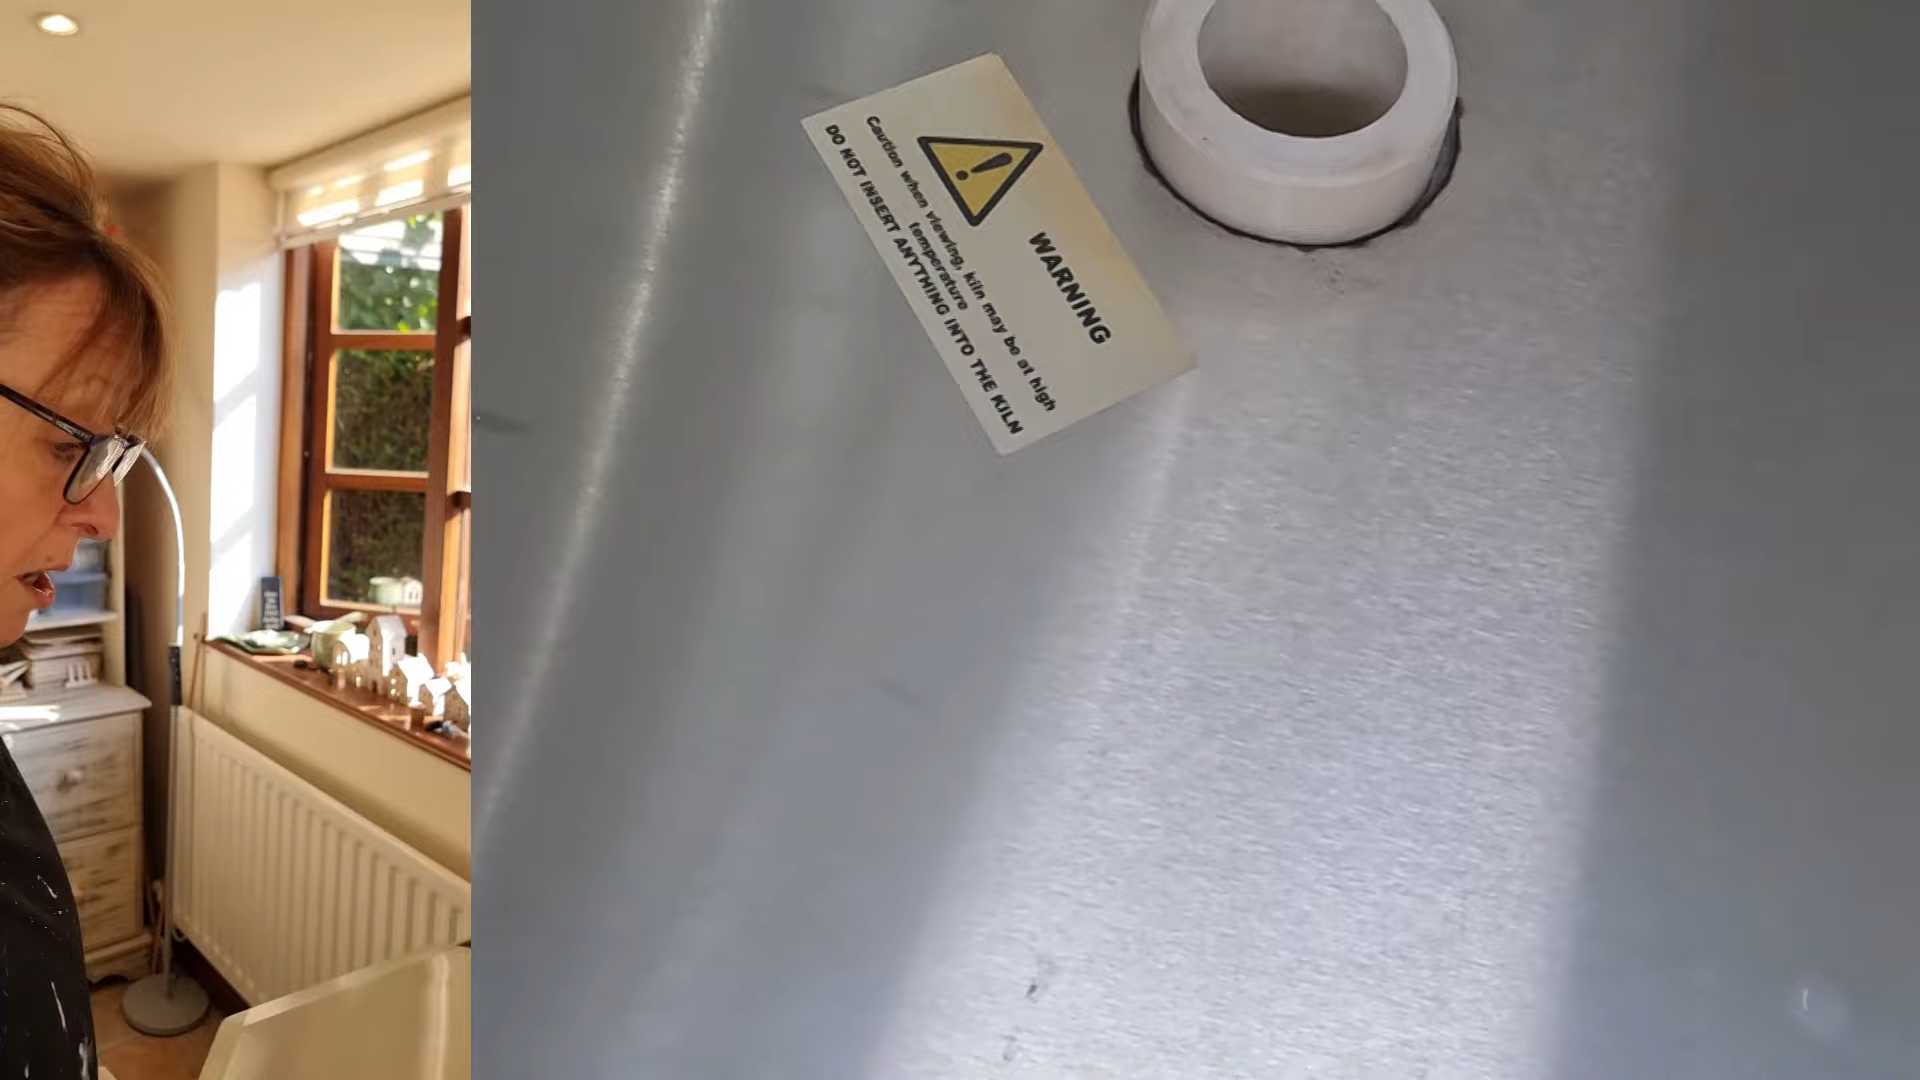 WARNING
Caution when viewing, kiln may be at high
temperature
DO NOT INSERT ANYTHING INTO THE KILN